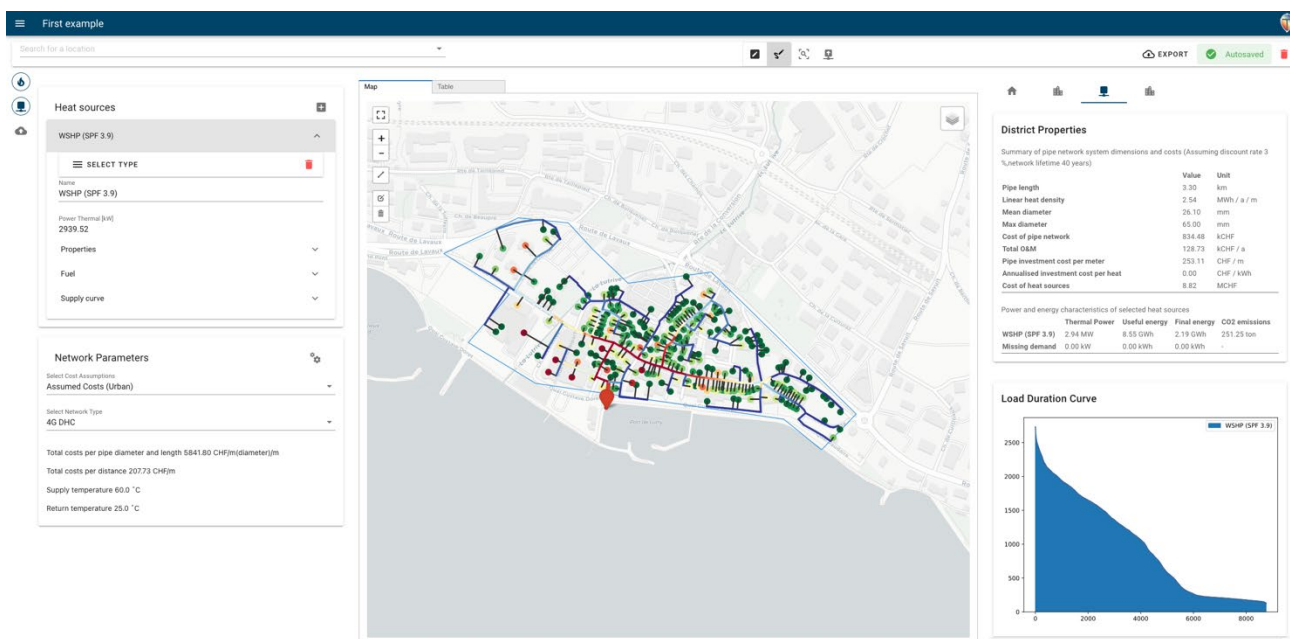 First example
Search for a location
EXPORT
Autosaved
Heat sources
WSHP (SPF 3.9)
SELECT TYPE
Name
WSHP (SPF 3.9)
Power Thermal [kW]
2939.52
Properties
Fuel
Supply curve
Network Parameters
Select Cost Assumptions
Assumed Costs (Urban)
Select Network Type
4G DHC
Total costs per pipe diameter and length 5841.80 CHF/m(diameter)/m
Total costs per distance 207.73 CHF/m
Supply temperature 60.0 ˚C
Return temperature 25.0 ˚C
Map Table
+
-
Route de Lavaux
Route de Lavaux
District Properties
Summary of pipe network system dimensions and costs (Assuming discount rate 3
%,network lifetime 40 years)
Value Unit
Pipe length 3.30 km
Linear heat density 2.54 MWh / a / m
Mean diameter 26.10 mm
Max diameter 65.00 mm
Cost of pipe network 834.48 kCHF
Total O&M 128.73 kCHF / a
Pipe investment cost per meter 253.11 CHF / m
Annualised investment cost per heat 0.00 CHF / kWh
Cost of heat sources 8.82 MCHF
Power and energy characteristics of selected heat sources
Thermal Power Useful energy Final energy CO2 emissions
WSHP (SPF 3.9) 2.94 MW 8.55 GWh 2.19 GWh 251.25 ton
Missing demand 0.00 kW 0.00 kWh 0.00 kWh -
Load Duration Curve
WSHP (SPF 3.9)
2500
2000
1500
1000
500
0
0 2000 4000 6000 8000